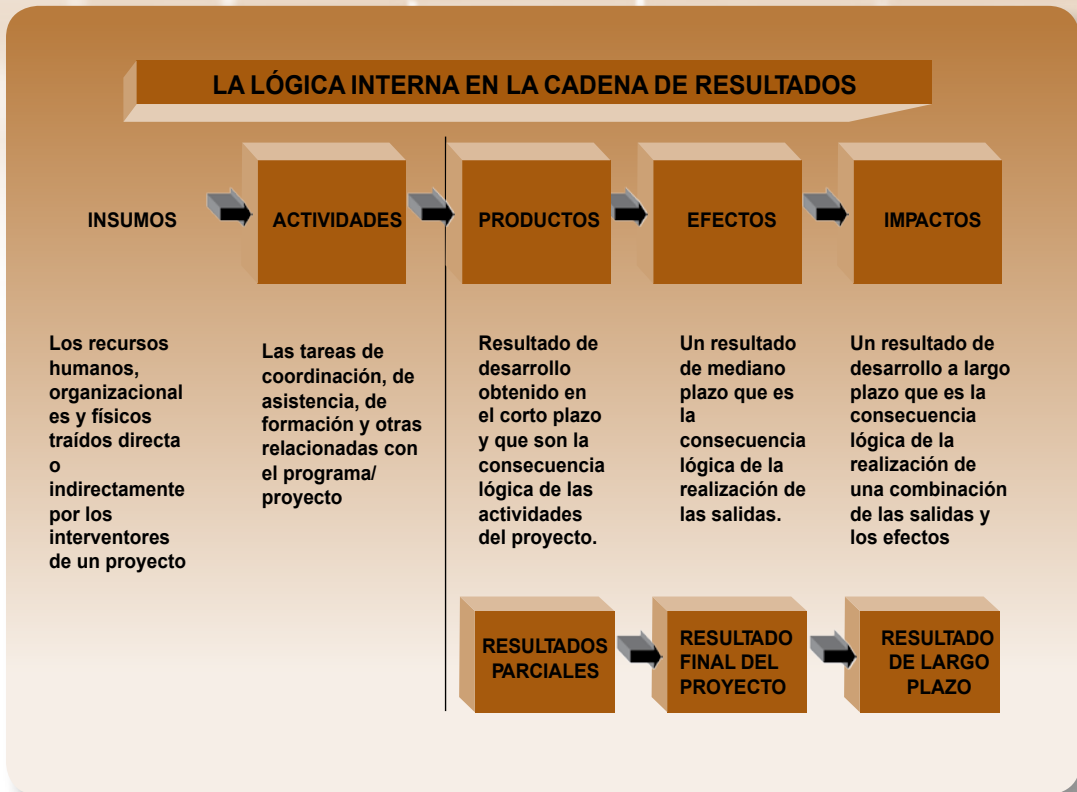 LA LÓGICA INTERNA EN LA CADENA DE RESULTADOS
INSUMOS
ACTIVIDADES
PRODUCTOS
EFECTOS
IMPACTOS
Los recursos
humanos,
organizacional
es y físicos
traídos directa
o
indirectamente
por los
interventores
de un proyecto
Las tareas de
coordinación, de
asistencia, de
formación y otras
relacionadas con
el programa/
proyecto
Resultado de
desarrollo
obtenido en
el corto plazo
y que son la
consecuencia
lógica de las
actividades
del proyecto.
Un resultado
de mediano
plazo que es
la
consecuencia
lógica de la
realización de
las salidas.
Un resultado de
desarrollo a largo
plazo que es la
consecuencia
lógica de la
realización de
una combinación
de las salidas y
los efectos
RESULTADOS
PARCIALES
RESULTADO
FINAL DEL
PROYECTO
RESULTADO
DE LARGO
PLAZO